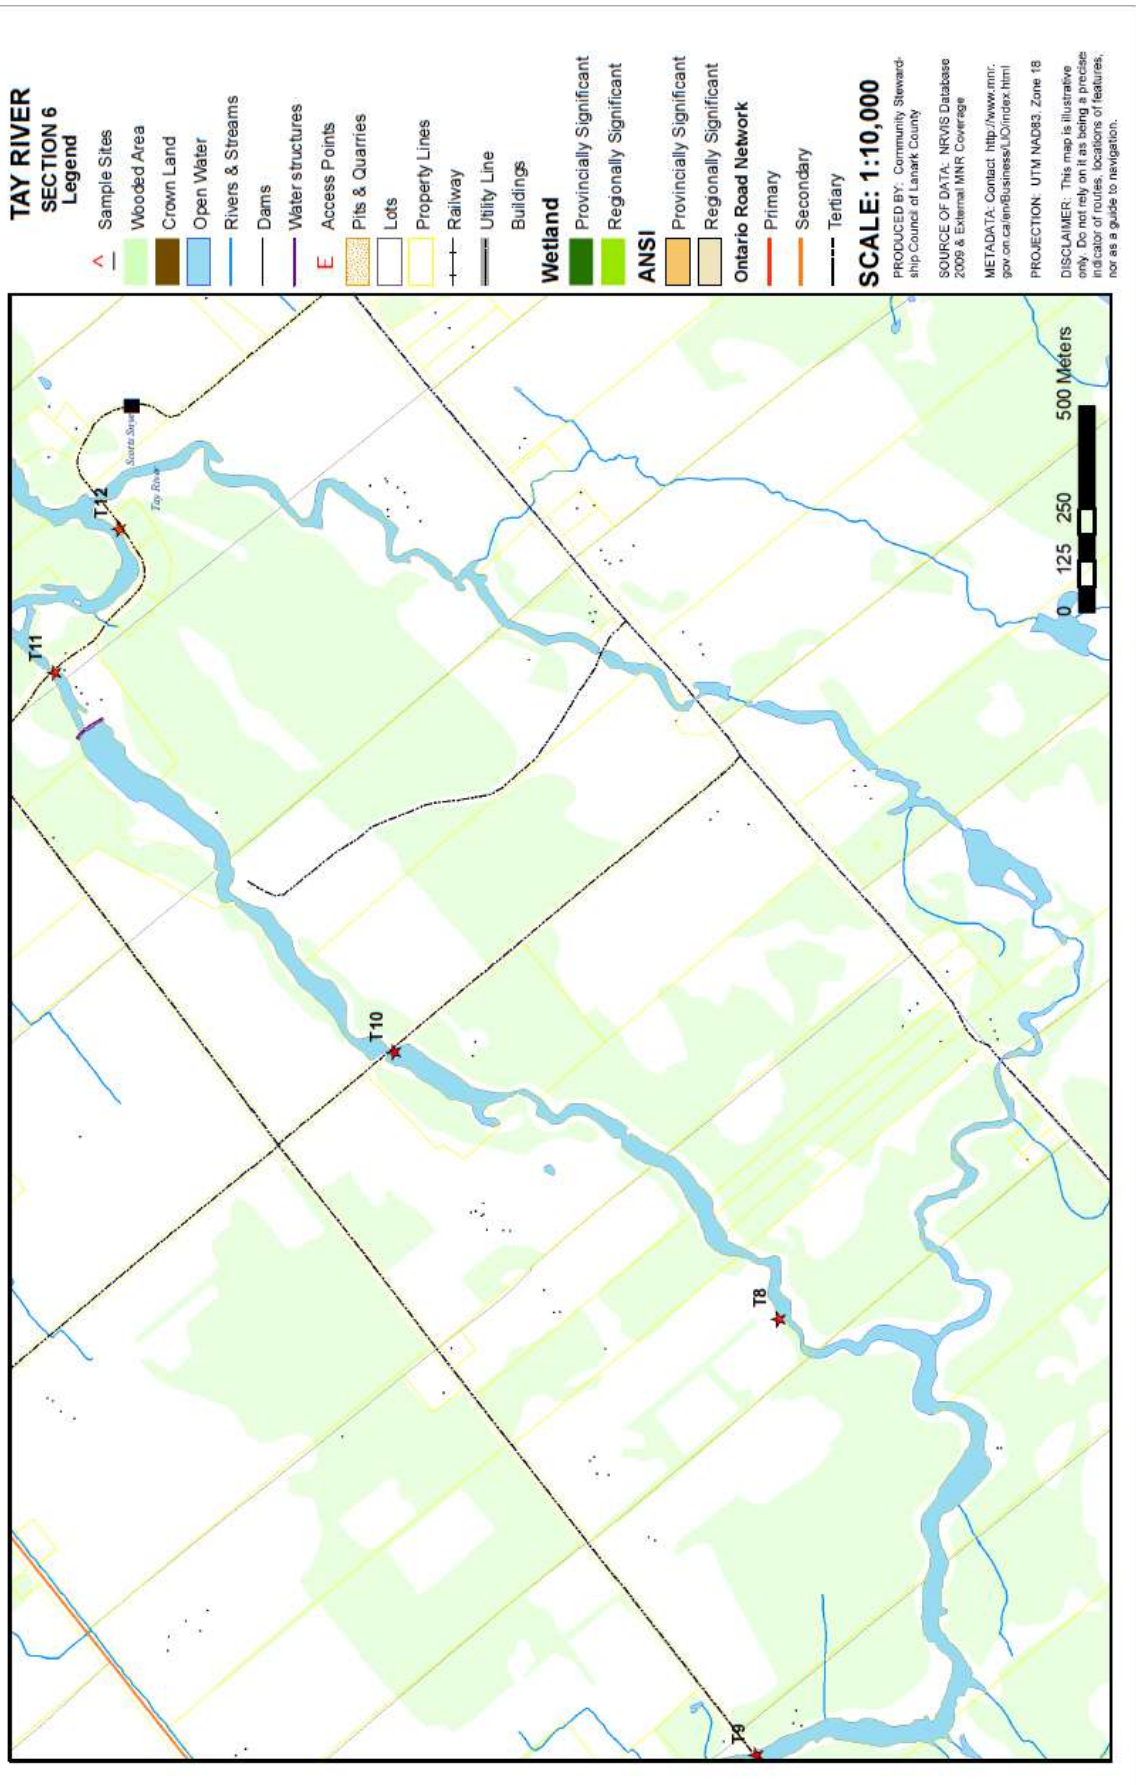 TAY RIVER
SECTION 6
Legend
Sample Sites
Wooded Area
Crown Land
Open Water
Rivers & Streams
Dams
Water structures
E Access Points
Pits & Quarries
Lots
Property Lines
Railway
Utility Line
Buildings
Wetland
Provincially Significant
Regionally Significant
ANSI
Provincially Significant
Regionally Significant
Ontario Road Network
Primary
Secondary
Tertiary
SCALE: 1:10,000
PRODUCED BY: Community Steward-
ship Council of Lanark County
SOURCE OF DATA: NRVIS Database
2009 & External MNR Coverage
METADATA: Contact http://www.mnr.
gov.on.ca/en/Business/LIO/index.html
PROJECTION: UTM NAD83. Zone 18
DISCLAIMER: This map is illustrative
only. Do not rely on it as being a precise
indicator of routes, locations of features,
nor as a guide to navigation.
T11
T12
Scotts Snye
Tay River
T10
T8
T9
0 125 250 500 Meters